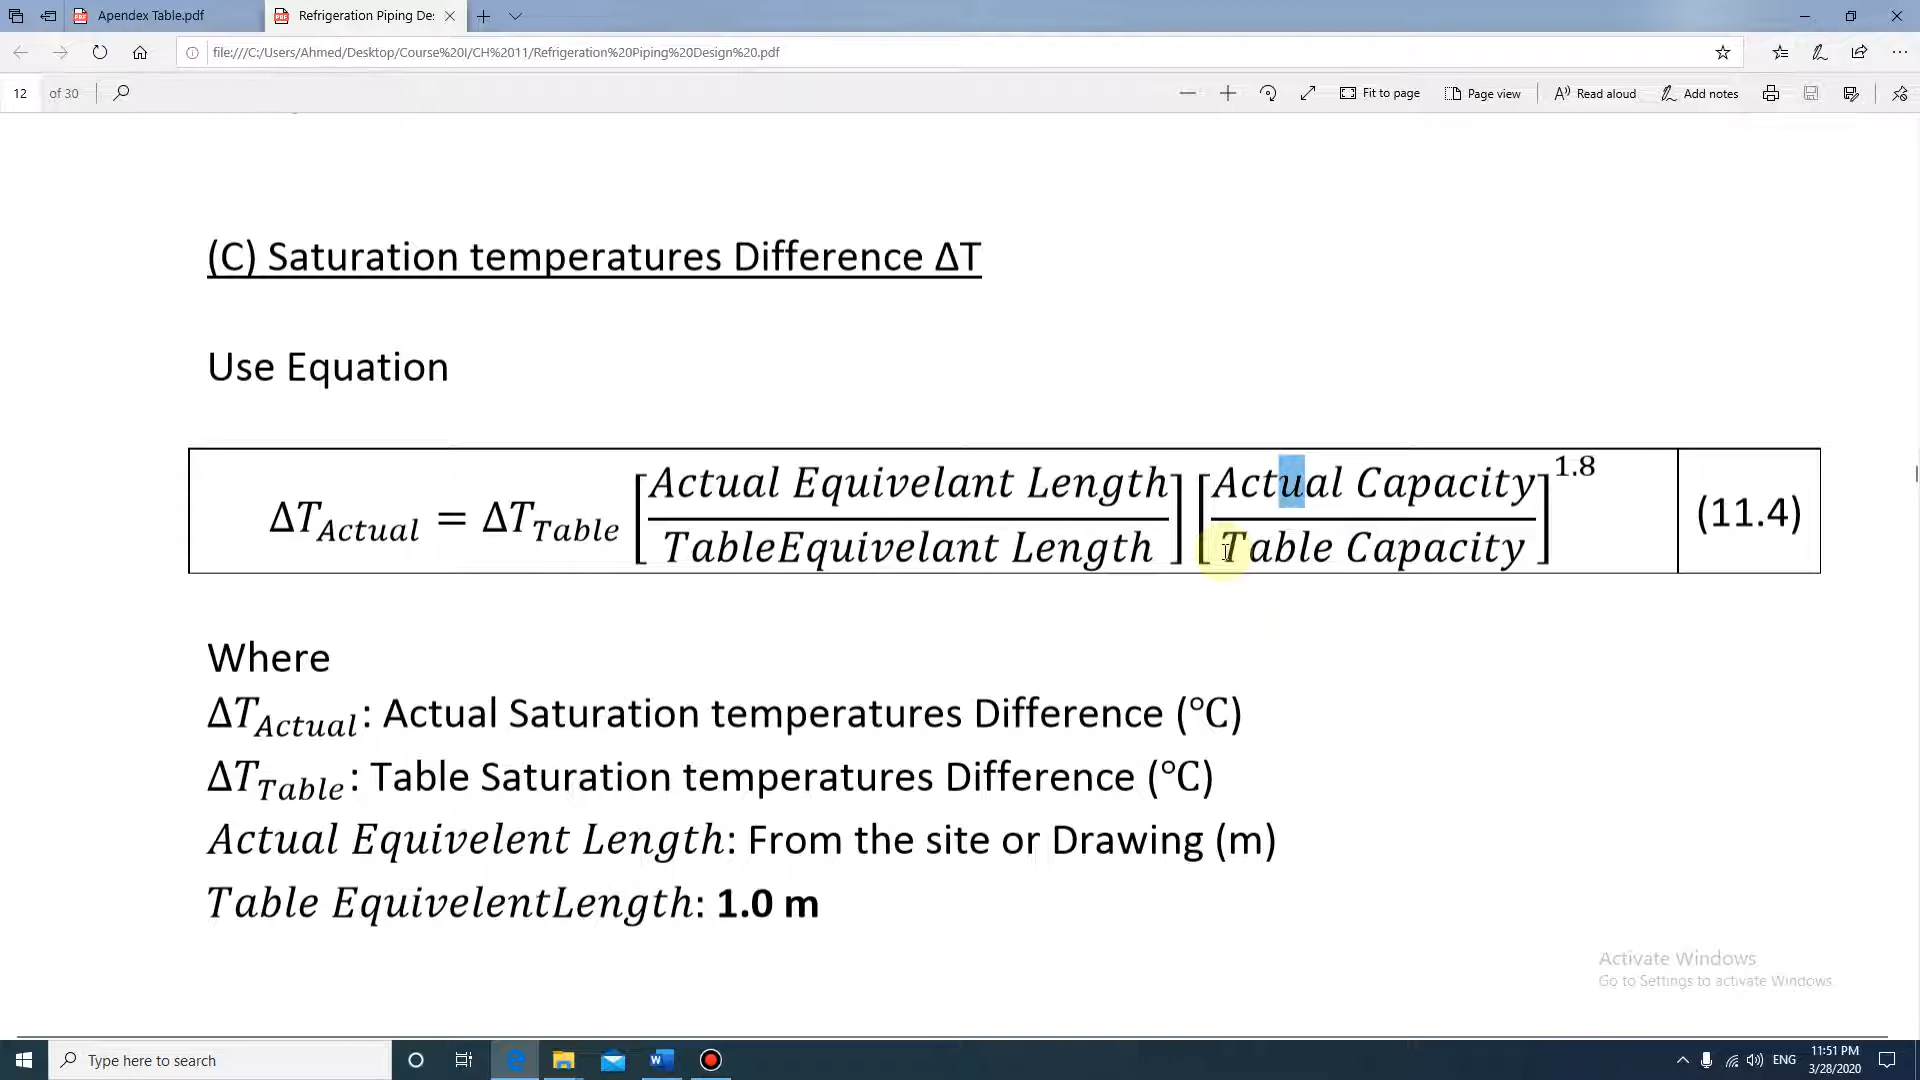 Apendex Table.pdf
Refrigeration Piping De:
file:///C:/Users/Ahmed/Desktop/Course%20I/CH%2011/Refrigeration%20Piping%20Design%20.pdf
12 of 30
Fit to page
Page view
Read aloud
Add notes
(C) Saturation temperatures Difference ΔT
Use Equation
ΔT_Actual = ΔT_Table [Actual Equivelant Length / TableEquivelant Length] [Actual Capacity / Table Capacity]^1.8 (11.4)
Where
ΔT_Actual: Actual Saturation temperatures Difference (°C)
ΔT_Table: Table Saturation temperatures Difference (°C)
Actual Equivelent Length: From the site or Drawing (m)
Table EquivelentLength: 1.0 m
Activate Windows
Go to Settings to activate Windows.
Type here to search
ENG
11:51 PM
3/28/2020